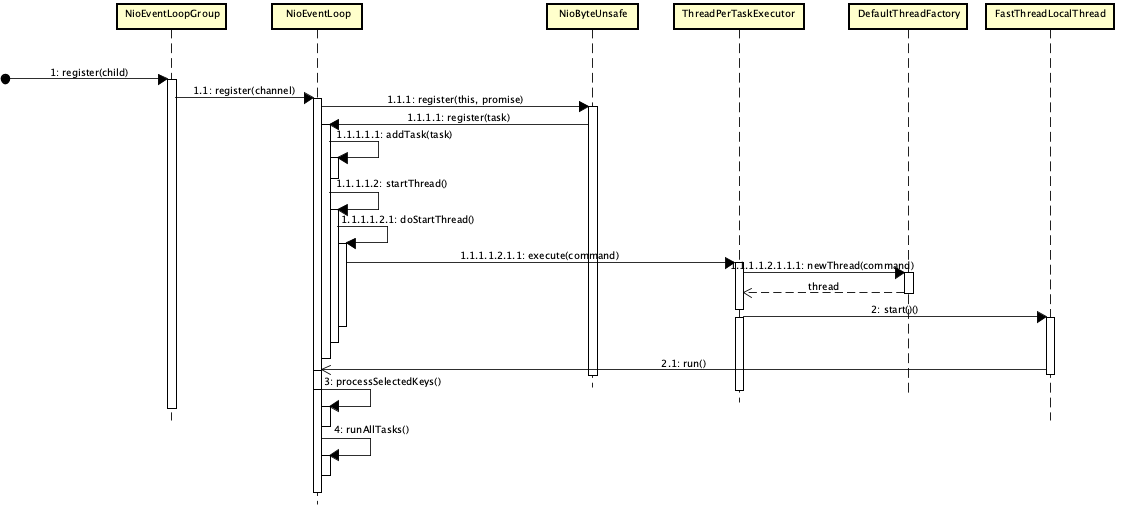 NioEventLoopGroup
NioEventLoop
NioByteUnsafe
ThreadPerTaskExecutor
DefaultThreadFactory
FastThreadLocalThread
1: register(child)
1.1: register(channel)
1.1.1: register(this, promise)
1.1.1.1: register(task)
1.1.1.1.1: addTask(task)
1.1.1.1.2: startThread()
1.1.1.1.2.1: doStartThread()
1.1.1.1.2.1.1: execute(command)
1.1.1.1.2.1.1.1: newThread(command)
thread
2: start()()
2.1: run()
3: processSelectedKeys()
4: runAllTasks()